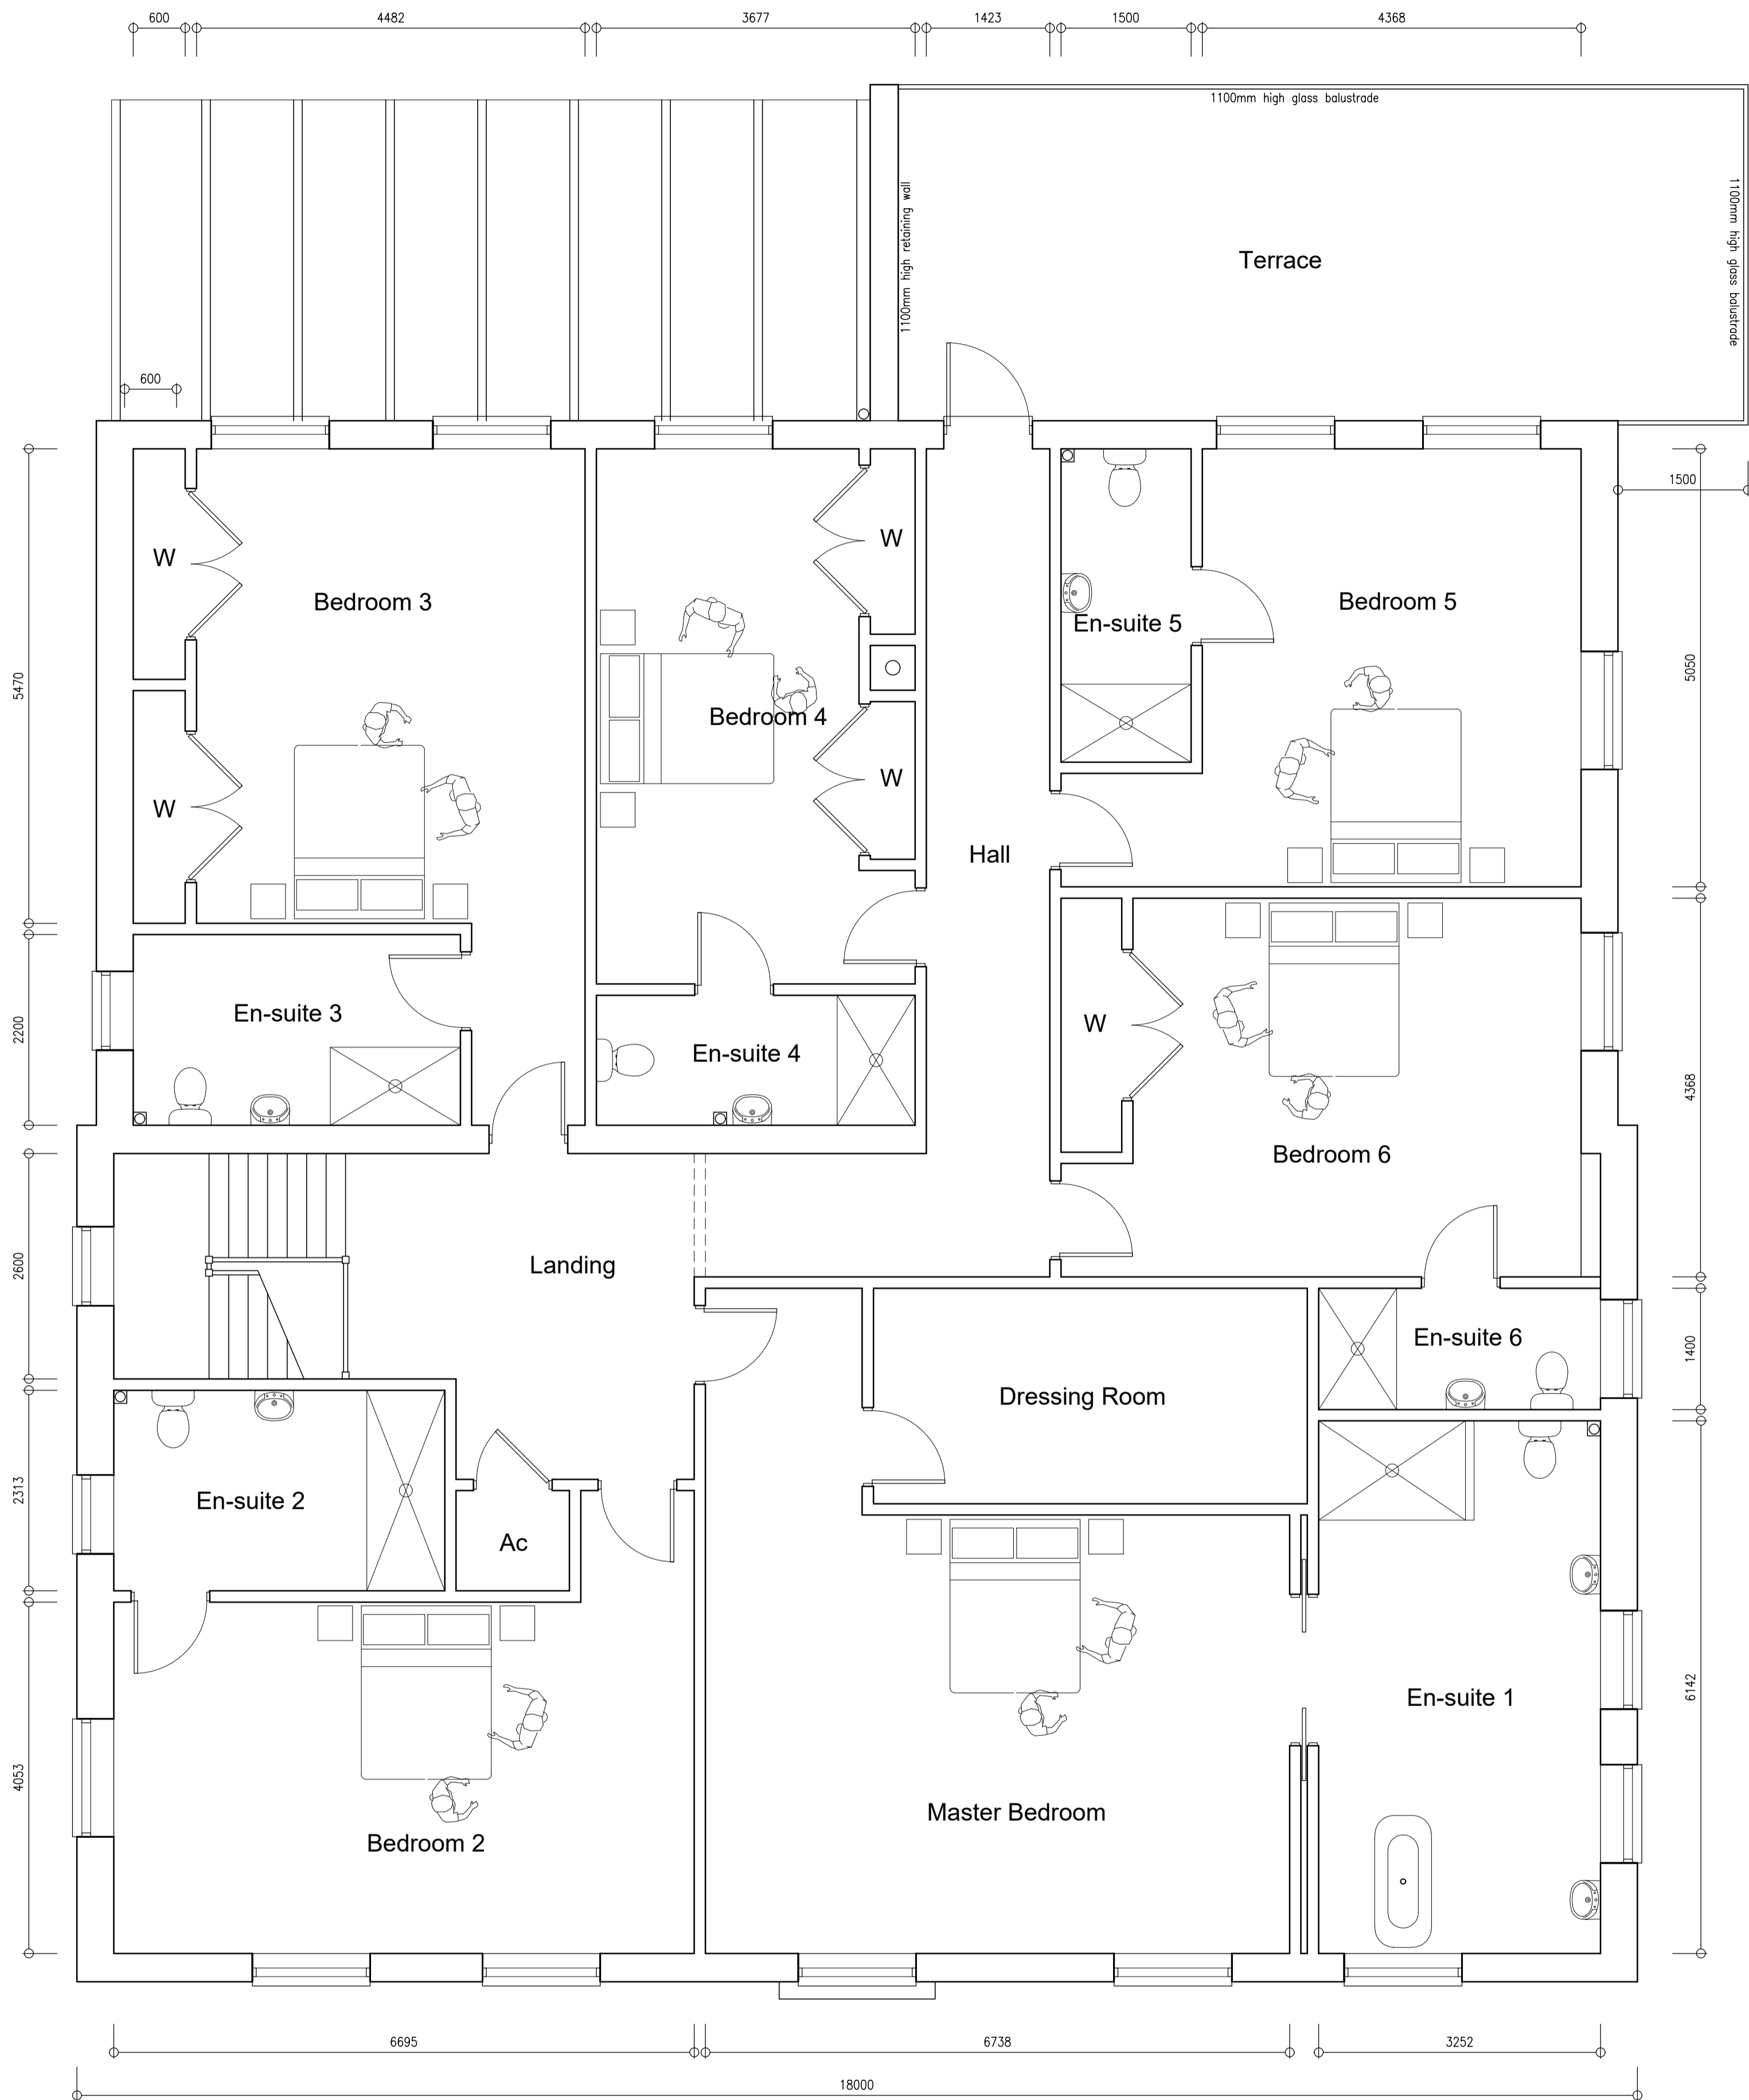 600
4482
3677
1423
1500
4368
1100mm high glass balustrade
1100mm high retaining wall
1100mm high glass balustrade
Terrace
600
1500
W
W
Bedroom 3
Bedroom 5
En-suite 5
5470
5050
Bedroom 4
W
W
Hall
En-suite 3
W
2200
En-suite 4
4368
Bedroom 6
2600
Landing
En-suite 6
1400
Dressing Room
2313
En-suite 2
Ac
6142
En-suite 1
4053
Master Bedroom
Bedroom 2
6695
6738
3252
18000